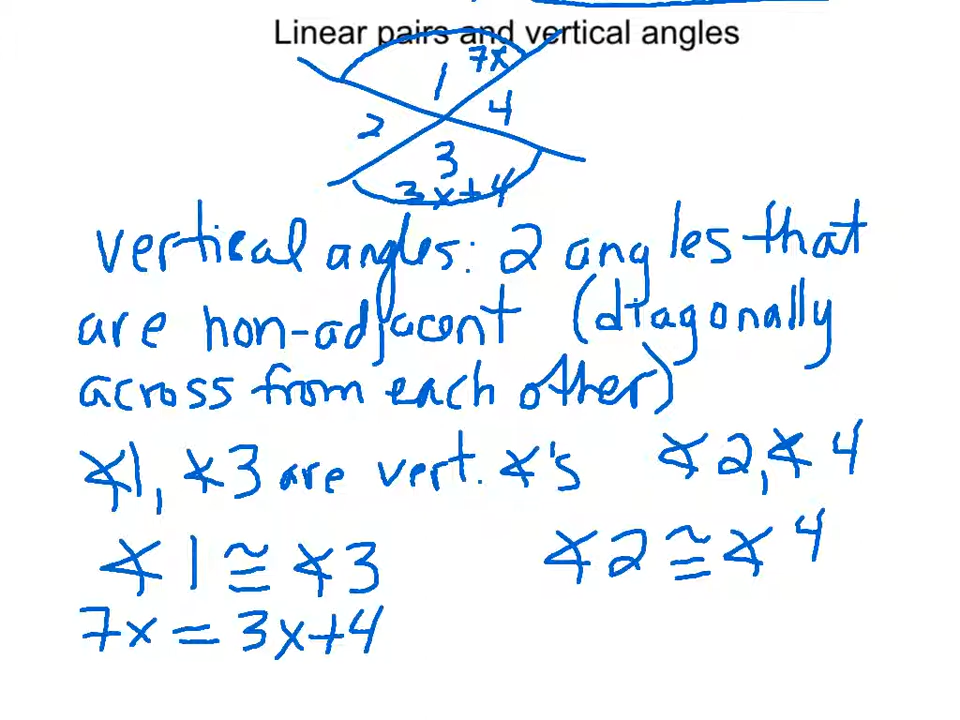 Linear pairs and vertical angles
7x
1
4
2
3
3x+4
vertical angles: 2 angles that
are non-adjacent (diagonally
across from each other)
∡1, ∡3 are vert. ∡'s ∡2, ∡4
∡1 ≅ ∡3 ∡2 ≅ ∡4
7x = 3x+4